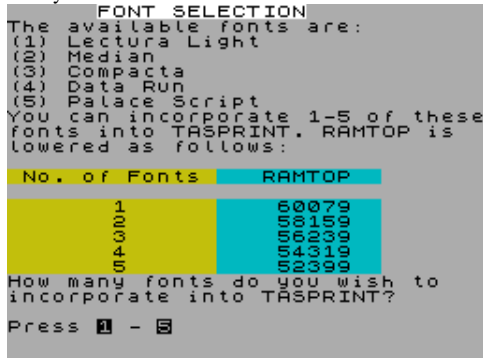 FONT SELECTION
The available fonts are:
(1) Lectura Light
(2) Median
(3) Compacta
(4) Data Run
(5) Palace Script
You can incorporate 1-5 of these
fonts into TASPRINT. RAMTOP is
lowered as follows:
No. of Fonts RAMTOP
1 60079
2 58159
3 56239
4 54319
5 52399
How many fonts do you wish to
incorporate into TASPRINT?
Press 1 - 5